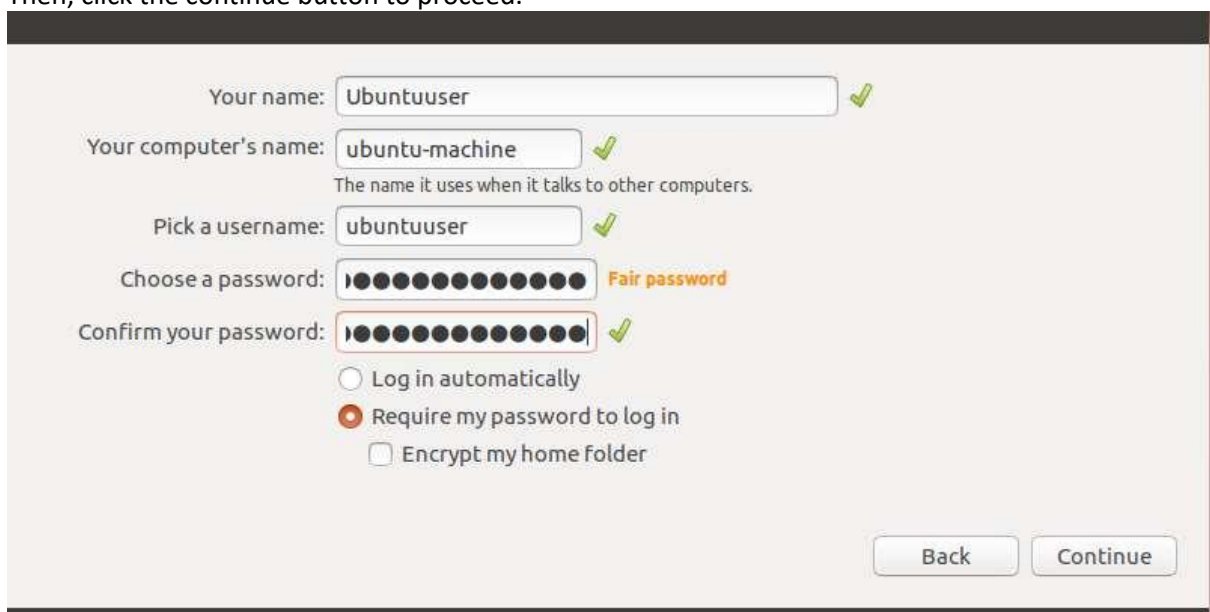 Then, click the continue button to proceed.
Your name: Ubuntuuser
Your computer's name: ubuntu-machine
The name it uses when it talks to other computers.
Pick a username: ubuntuuser
Choose a password: Fair password
Confirm your password:
Log in automatically
Require my password to log in
Encrypt my home folder
Back Continue